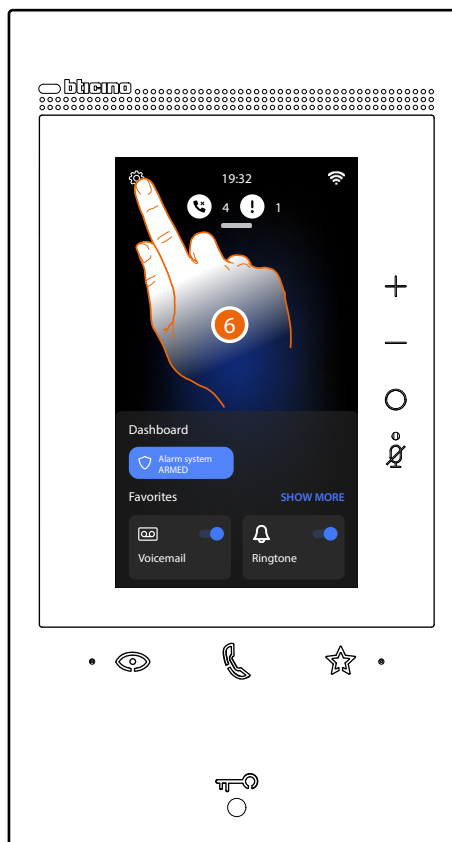 bticino
19:32
4 ! 1
6
Dashboard
Alarm system
ARMED
Favorites SHOW MORE
Voicemail Ringtone